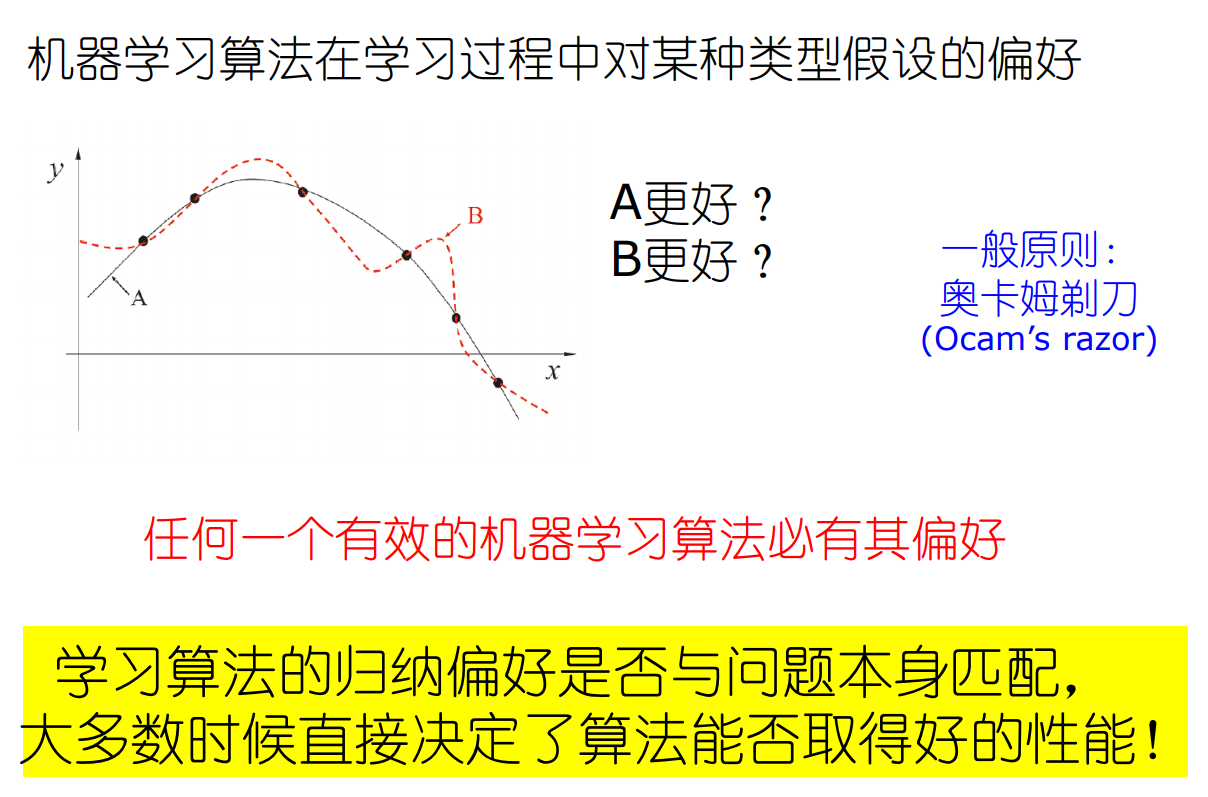 机器学习算法在学习过程中对某种类型假设的偏好
y
B
A
x
A更好？
B更好？
一般原则：
奥卡姆剃刀
(Ocam’s razor)
任何一个有效的机器学习算法必有其偏好
学习算法的归纳偏好是否与问题本身匹配，
大多数时候直接决定了算法能否取得好的性能！